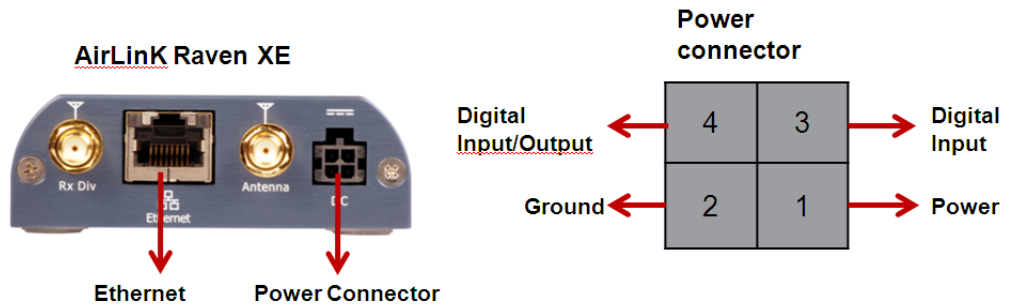 AirLinK Raven XE
Rx Div
Ethernet
Antenna
DC
Ethernet
Power Connector
Power
connector
Digital
Input/Output
4
3
Digital
Input
Ground
2
1
Power